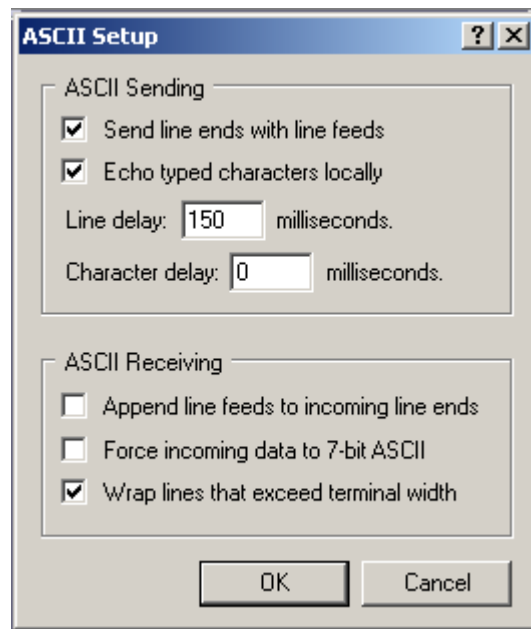 ASCII Setup
ASCII Sending
Send line ends with line feeds
Echo typed characters locally
Line delay: 150 milliseconds.
Character delay: 0 milliseconds.
ASCII Receiving
Append line feeds to incoming line ends
Force incoming data to 7-bit ASCII
Wrap lines that exceed terminal width
OK Cancel